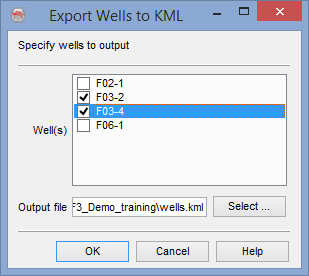 Export Wells to KML
Specify wells to output
F02-1
F03-2
Well(s)
F03-4
F06-1
Output file F3_Demo_training\wells.kml Select ...
OK Cancel Help